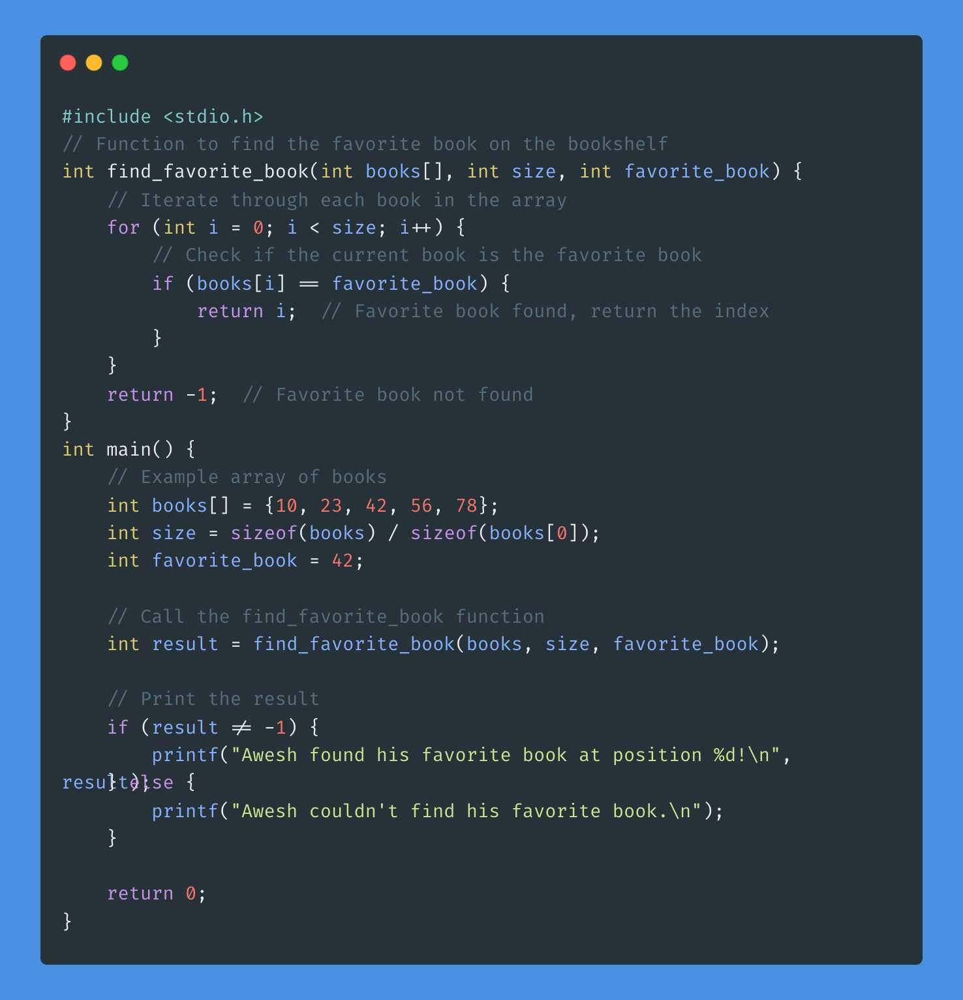 #include <stdio.h>
// Function to find the favorite book on the bookshelf
int find_favorite_book(int books[], int size, int favorite_book) {
    // Iterate through each book in the array
    for (int i = 0; i < size; i++) {
        // Check if the current book is the favorite book
        if (books[i] == favorite_book) {
            return i;  // Favorite book found, return the index
        }
    }
    return -1;  // Favorite book not found
}
int main() {
    // Example array of books
    int books[] = {10, 23, 42, 56, 78};
    int size = sizeof(books) / sizeof(books[0]);
    int favorite_book = 42;

    // Call the find_favorite_book function
    int result = find_favorite_book(books, size, favorite_book);

    // Print the result
    if (result != -1) {
        printf("Awesh found his favorite book at position %d!\n",
result);
    } else {
        printf("Awesh couldn't find his favorite book.\n");
    }

    return 0;
}